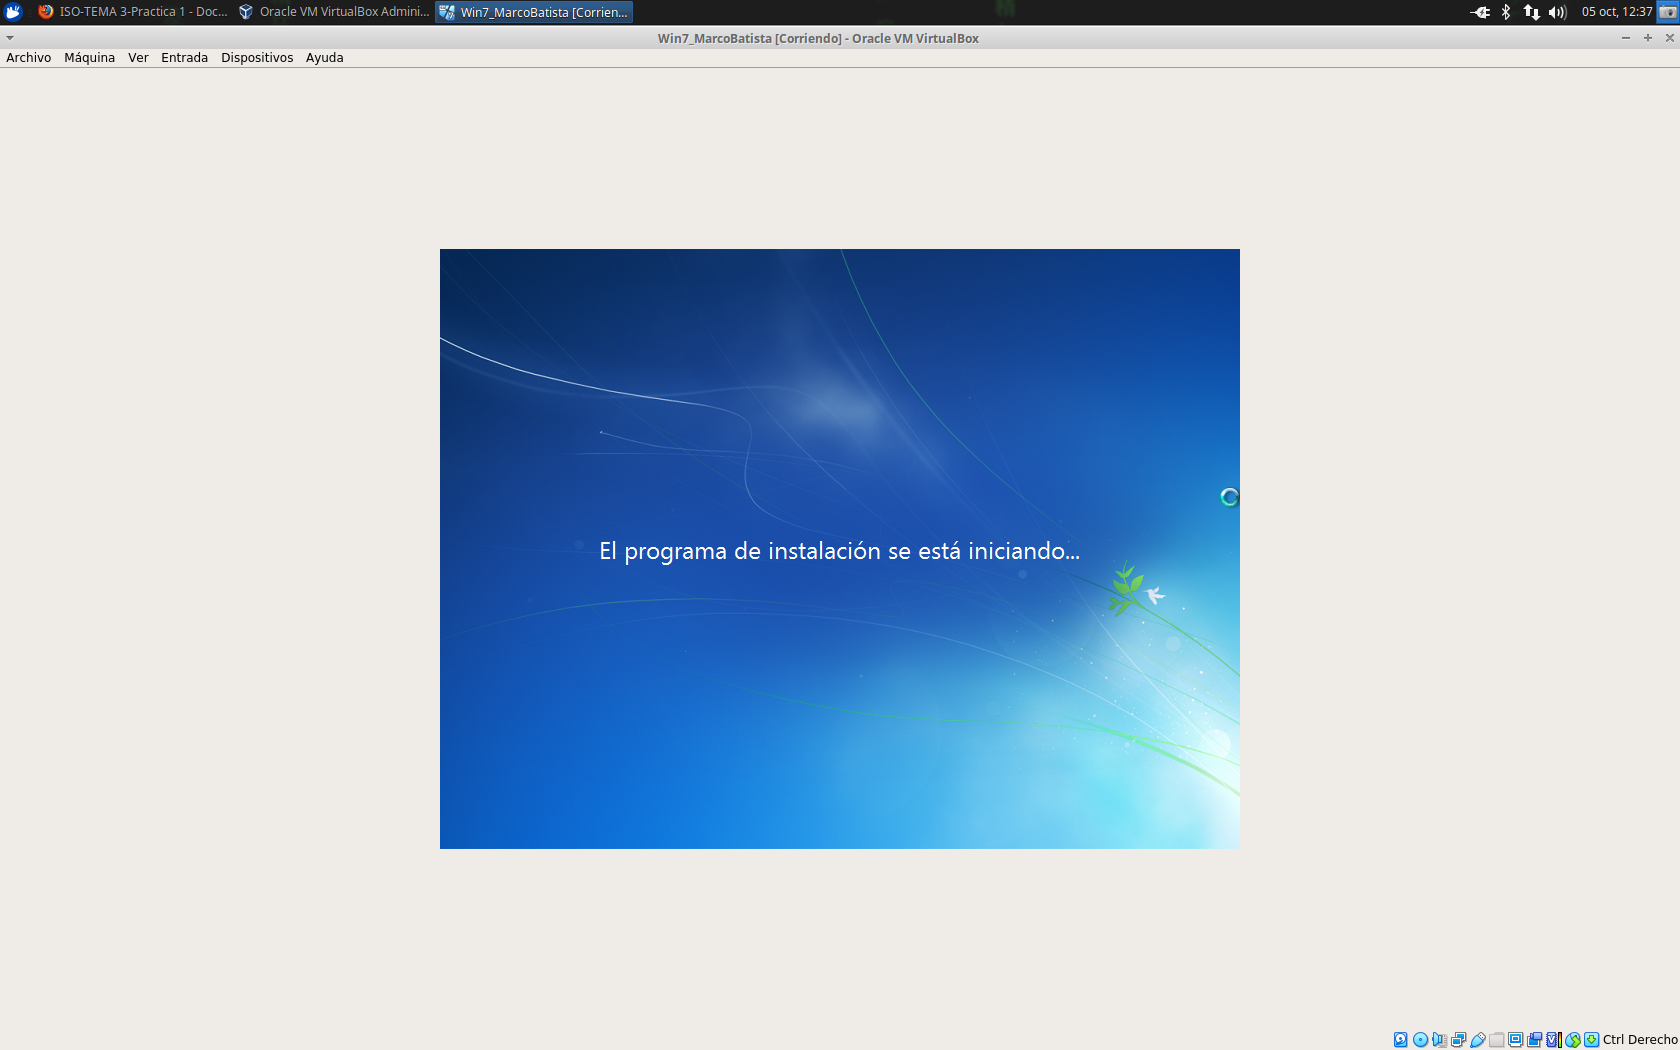 ISO-TEMA 3-Practica 1 - Doc...
Oracle VM VirtualBox Admini...
Win7_MarcoBatista [Corrien...
05 oct, 12:37
Win7_MarcoBatista [Corriendo] - Oracle VM VirtualBox
Archivo Máquina Ver Entrada Dispositivos Ayuda
El programa de instalación se está iniciando...
Ctrl Derecho